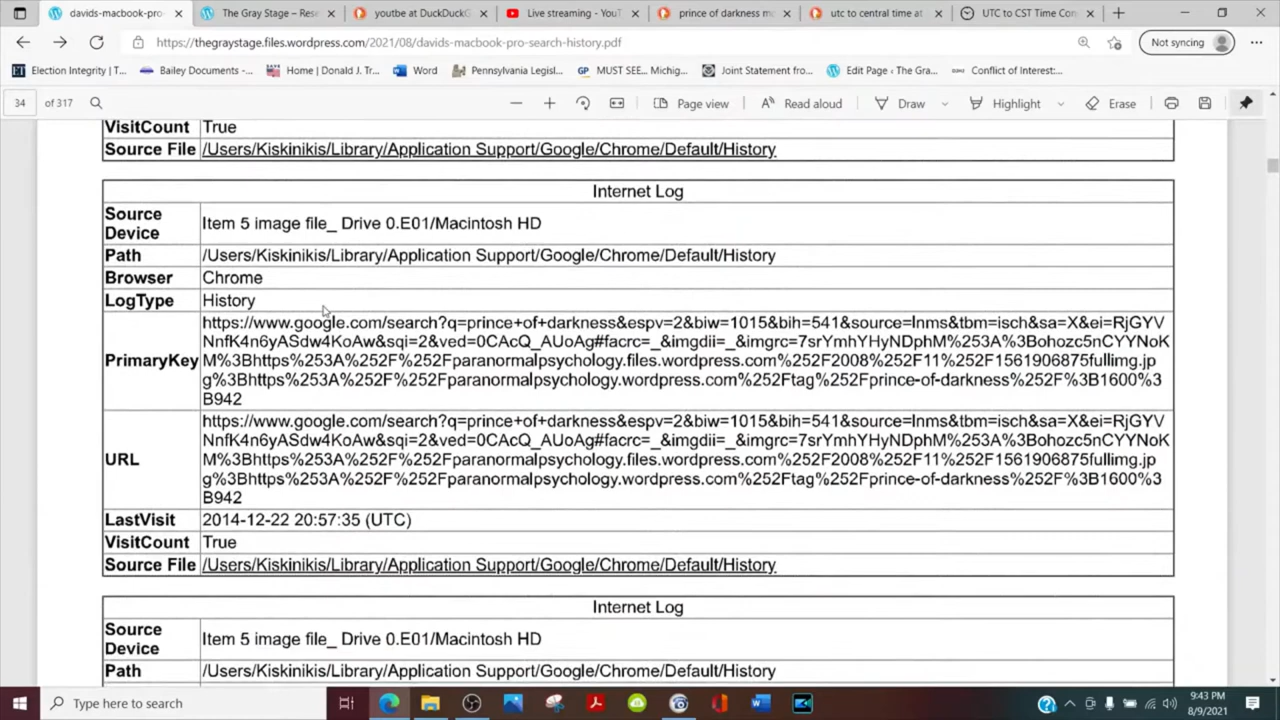 davids-macbook-pro-
The Gray Stage – Rese
youtbe at DuckDuckG
Live streaming - YouT
prince of darkness m
utc to central time at
UTC to CST Time Con
https://thegraystage.files.wordpress.com/2021/08/davids-macbook-pro-search-history.pdf
Not syncing
Election Integrity | T...
Bailey Documents -...
Home | Donald J. Tr...
Word
Pennsylvania Legisl...
GP MUST SEE... Michig...
Joint Statement fro...
Edit Page ‹ The Gra...
Conflict of Interest:...
34 of 317
Page view
Read aloud
Draw
Highlight
Erase
VisitCount True
Source File /Users/Kiskinikis/Library/Application Support/Google/Chrome/Default/History
Internet Log
Source
Device
Item 5 image file_ Drive 0.E01/Macintosh HD
Path /Users/Kiskinikis/Library/Application Support/Google/Chrome/Default/History
Browser Chrome
LogType History
PrimaryKey
https://www.google.com/search?q=prince+of+darkness&espv=2&biw=1015&bih=541&source=lnms&tbm=isch&sa=X&ei=RjGYV
NnfK4n6yASdw4KoAw&sqi=2&ved=0CAcQ_AUoAg#facrc=_&imgdii=_&imgrc=7srYmhYHyNDphM%253A%3Bohozc5nCYYNoK
M%3Bhttps%253A%252F%252Fparanormalpsychology.files.wordpress.com%252F2008%252F11%252F1561906875fullimg.jp
g%3Bhttps%253A%252F%252Fparanormalpsychology.wordpress.com%252Ftag%252Fprince-of-darkness%252F%3B1600%3
B942
URL
https://www.google.com/search?q=prince+of+darkness&espv=2&biw=1015&bih=541&source=lnms&tbm=isch&sa=X&ei=RjGYV
NnfK4n6yASdw4KoAw&sqi=2&ved=0CAcQ_AUoAg#facrc=_&imgdii=_&imgrc=7srYmhYHyNDphM%253A%3Bohozc5nCYYNoK
M%3Bhttps%253A%252F%252Fparanormalpsychology.files.wordpress.com%252F2008%252F11%252F1561906875fullimg.jp
g%3Bhttps%253A%252F%252Fparanormalpsychology.wordpress.com%252Ftag%252Fprince-of-darkness%252F%3B1600%3
B942
LastVisit 2014-12-22 20:57:35 (UTC)
VisitCount True
Source File /Users/Kiskinikis/Library/Application Support/Google/Chrome/Default/History
Internet Log
Source
Device
Item 5 image file_ Drive 0.E01/Macintosh HD
Path /Users/Kiskinikis/Library/Application Support/Google/Chrome/Default/History
Type here to search
9:43 PM
8/9/2021